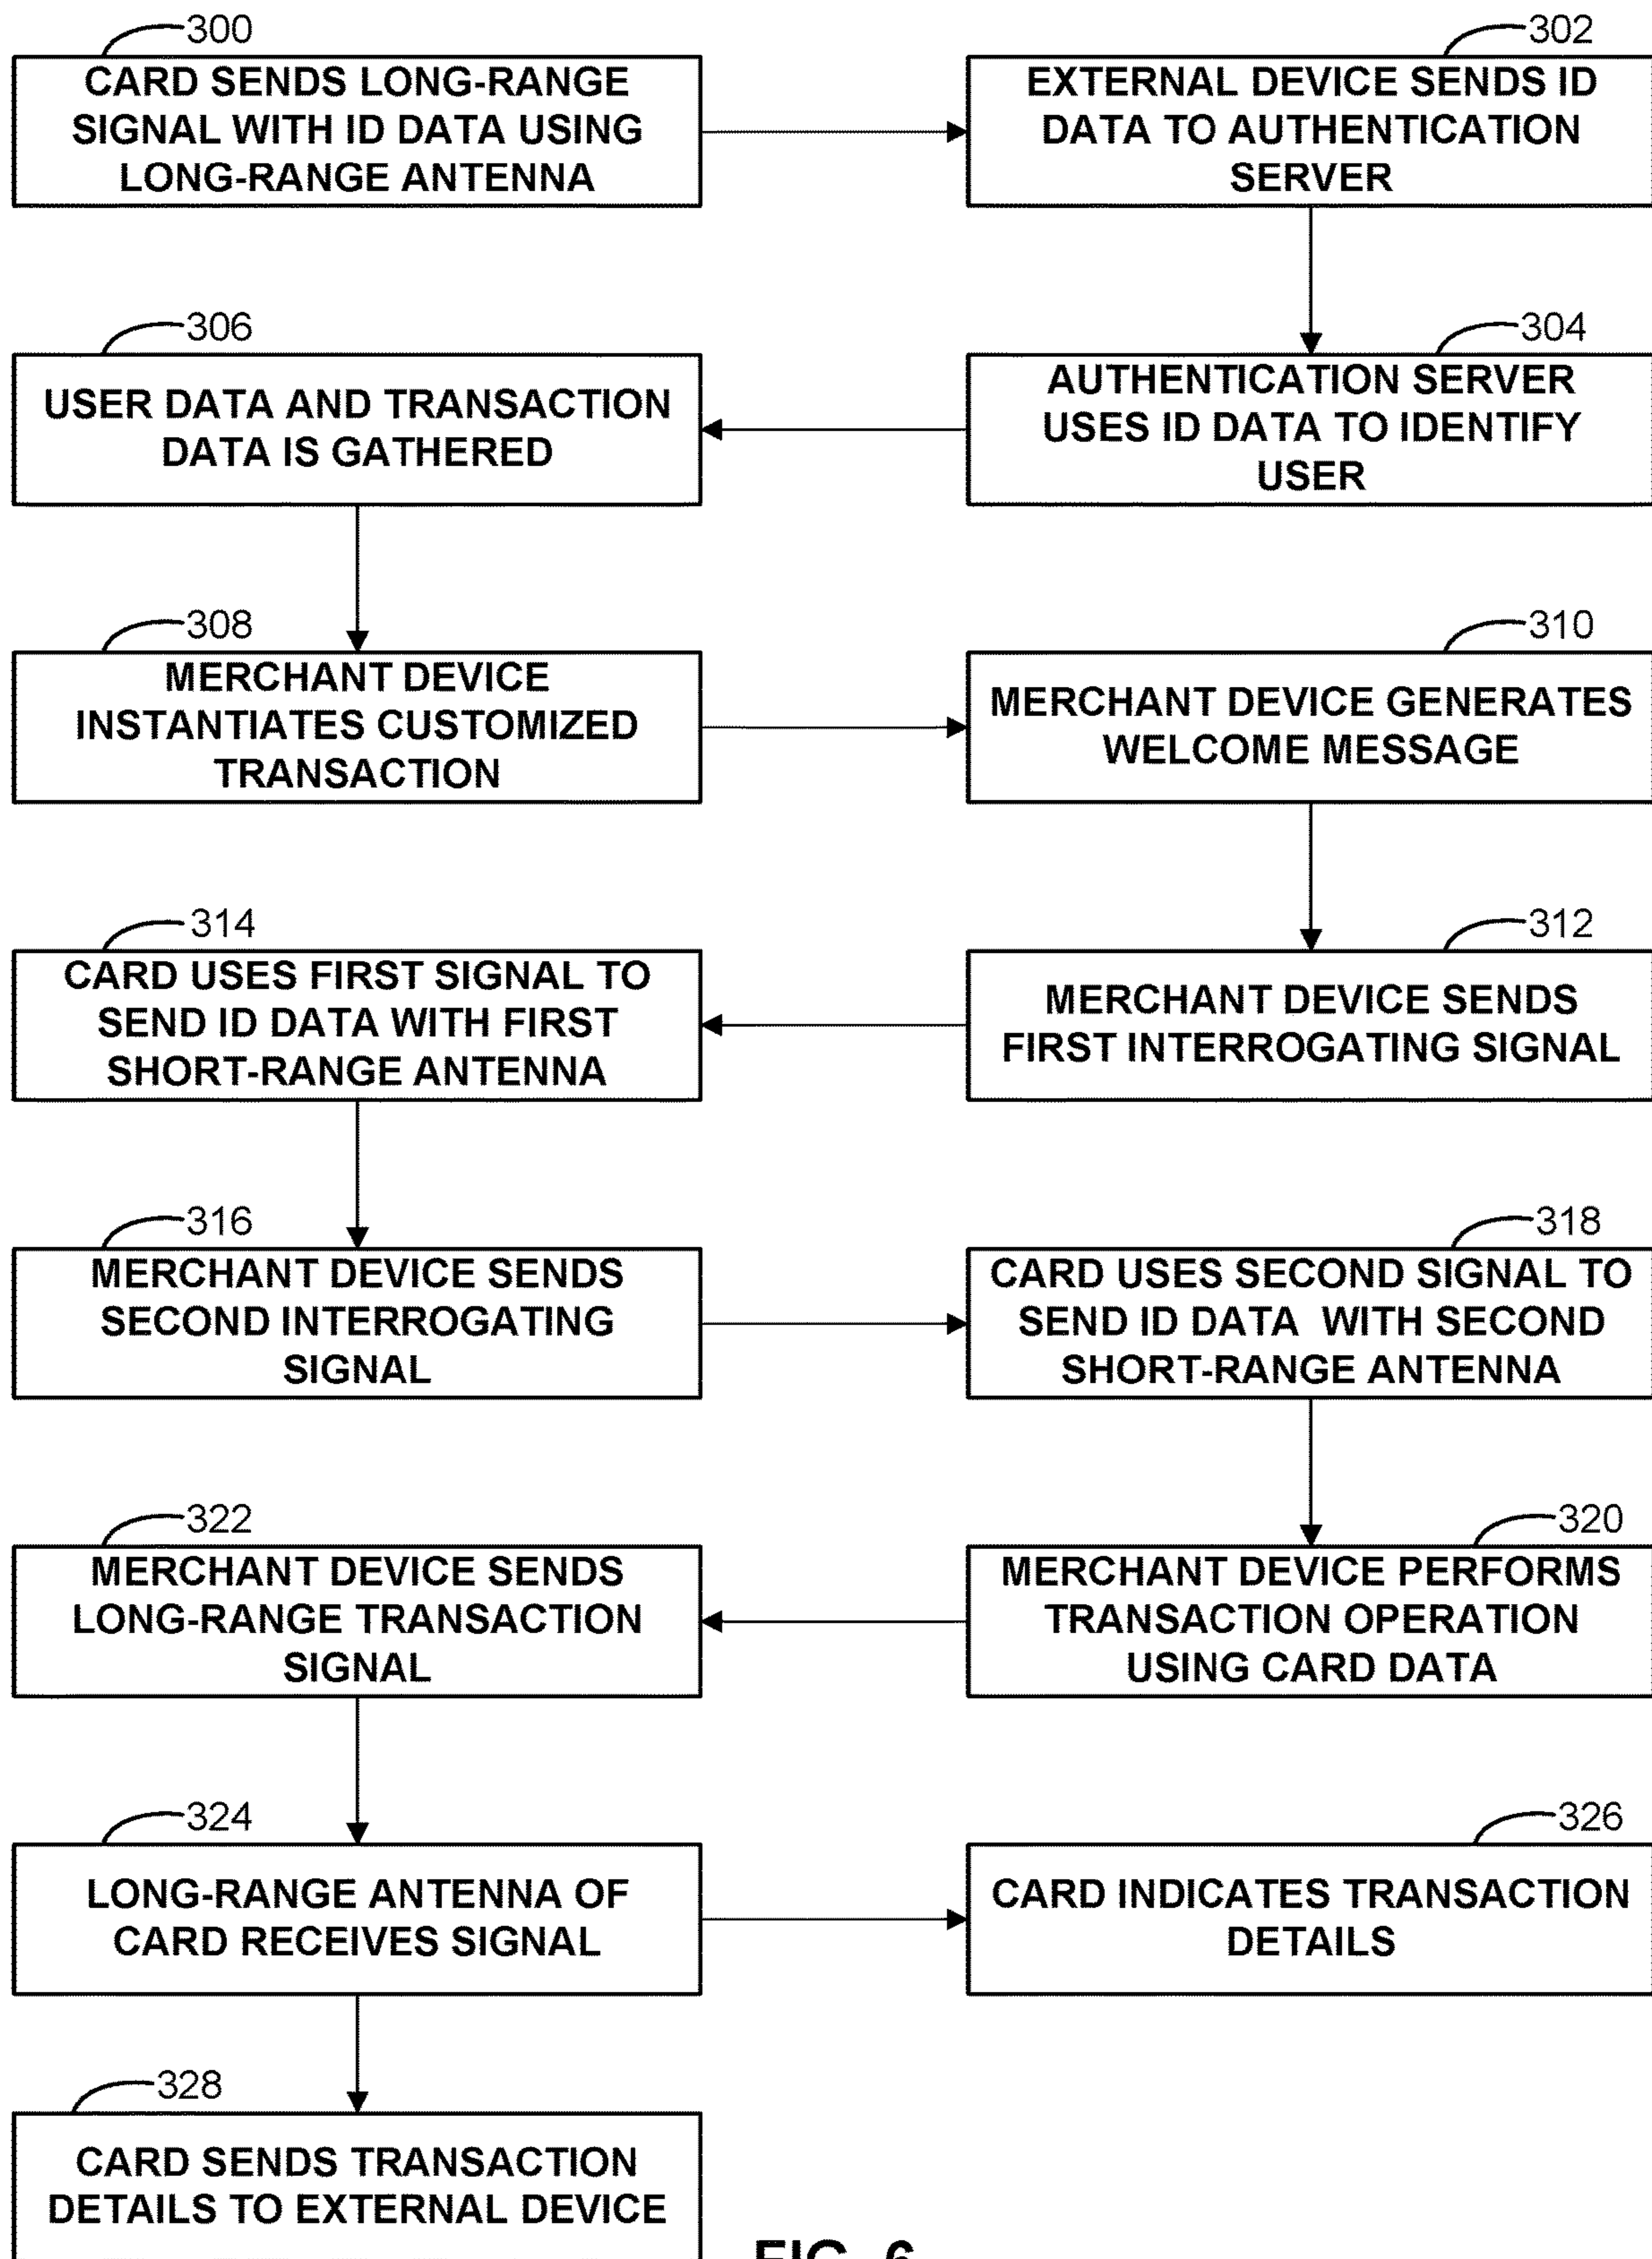 300
CARD SENDS LONG-RANGE
SIGNAL WITH ID DATA USING
LONG-RANGE ANTENNA
302
EXTERNAL DEVICE SENDS ID
DATA TO AUTHENTICATION
SERVER
304
AUTHENTICATION SERVER
USES ID DATA TO IDENTIFY
USER
306
USER DATA AND TRANSACTION
DATA IS GATHERED
308
MERCHANT DEVICE
INSTANTIATES CUSTOMIZED
TRANSACTION
310
MERCHANT DEVICE GENERATES
WELCOME MESSAGE
312
MERCHANT DEVICE SENDS
FIRST INTERROGATING SIGNAL
314
CARD USES FIRST SIGNAL TO
SEND ID DATA WITH FIRST
SHORT-RANGE ANTENNA
316
MERCHANT DEVICE SENDS
SECOND INTERROGATING
SIGNAL
318
CARD USES SECOND SIGNAL TO
SEND ID DATA WITH SECOND
SHORT-RANGE ANTENNA
320
MERCHANT DEVICE PERFORMS
TRANSACTION OPERATION
USING CARD DATA
322
MERCHANT DEVICE SENDS
LONG-RANGE TRANSACTION
SIGNAL
324
LONG-RANGE ANTENNA OF
CARD RECEIVES SIGNAL
326
CARD INDICATES TRANSACTION
DETAILS
328
CARD SENDS TRANSACTION
DETAILS TO EXTERNAL DEVICE
FIG. 6